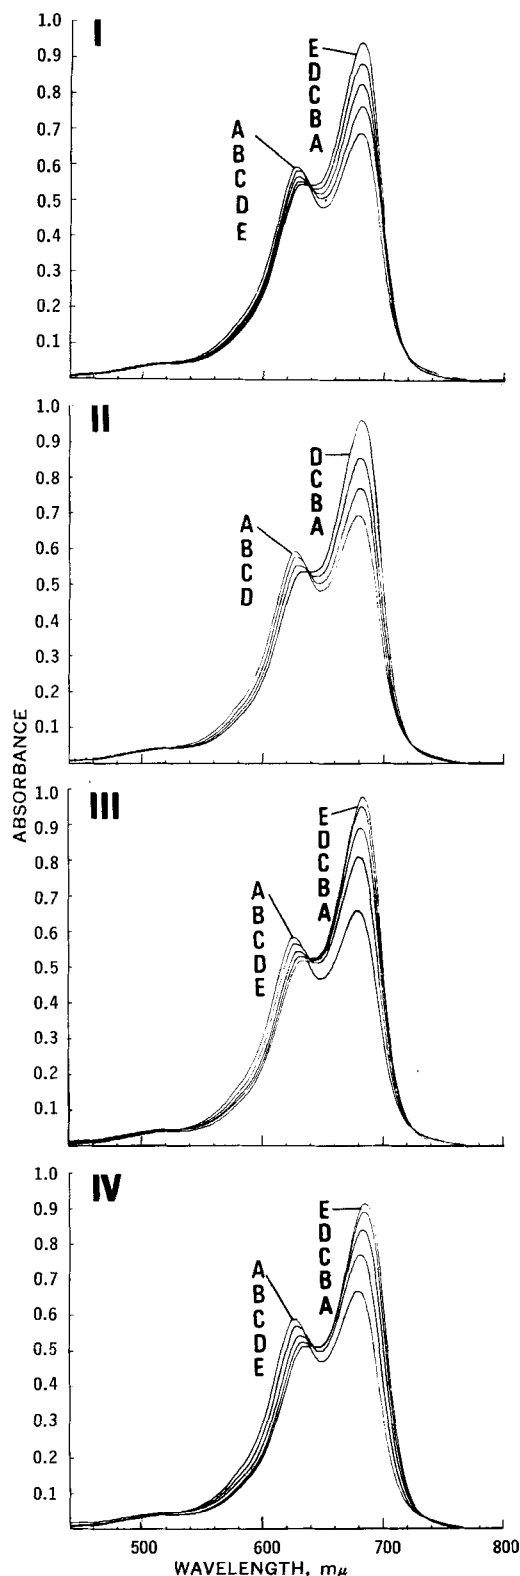 I
1.0
0.9
0.8
0.7
0.6
0.5
0.4
0.3
0.2
0.1
E
D
C
B
A
A
B
C
D
E
II
1.0
0.9
0.8
0.7
0.6
0.5
0.4
0.3
0.2
0.1
D
C
B
A
A
B
C
D
ABSORBANCE
III
1.0
0.9
0.8
0.7
0.6
0.5
0.4
0.3
0.2
0.1
E
D
C
B
A
A
B
C
D
E
IV
1.0
0.9
0.8
0.7
0.6
0.5
0.4
0.3
0.2
0.1
E
D
C
B
A
A
B
C
D
E
500 600 700 800
WAVELENGTH, mμ